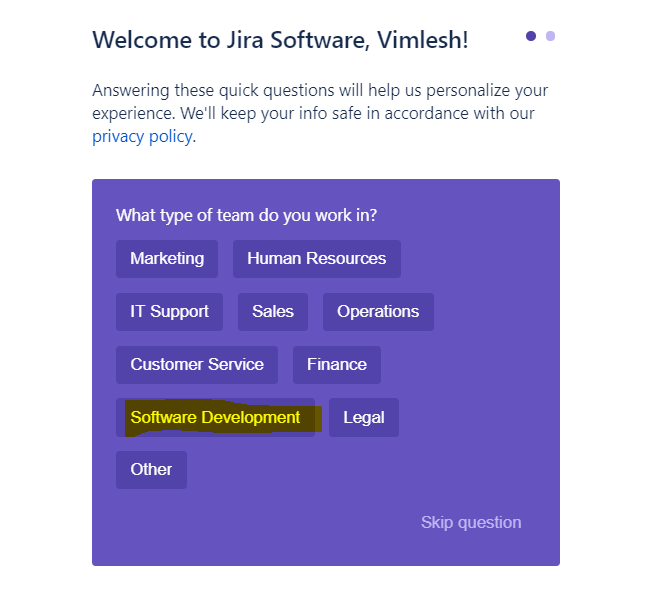 Welcome to Jira Software, Vimlesh!
Answering these quick questions will help us personalize your
experience. We'll keep your info safe in accordance with our
privacy policy.
What type of team do you work in?
Marketing Human Resources
IT Support Sales Operations
Customer Service Finance
Software Development Legal
Other
Skip question